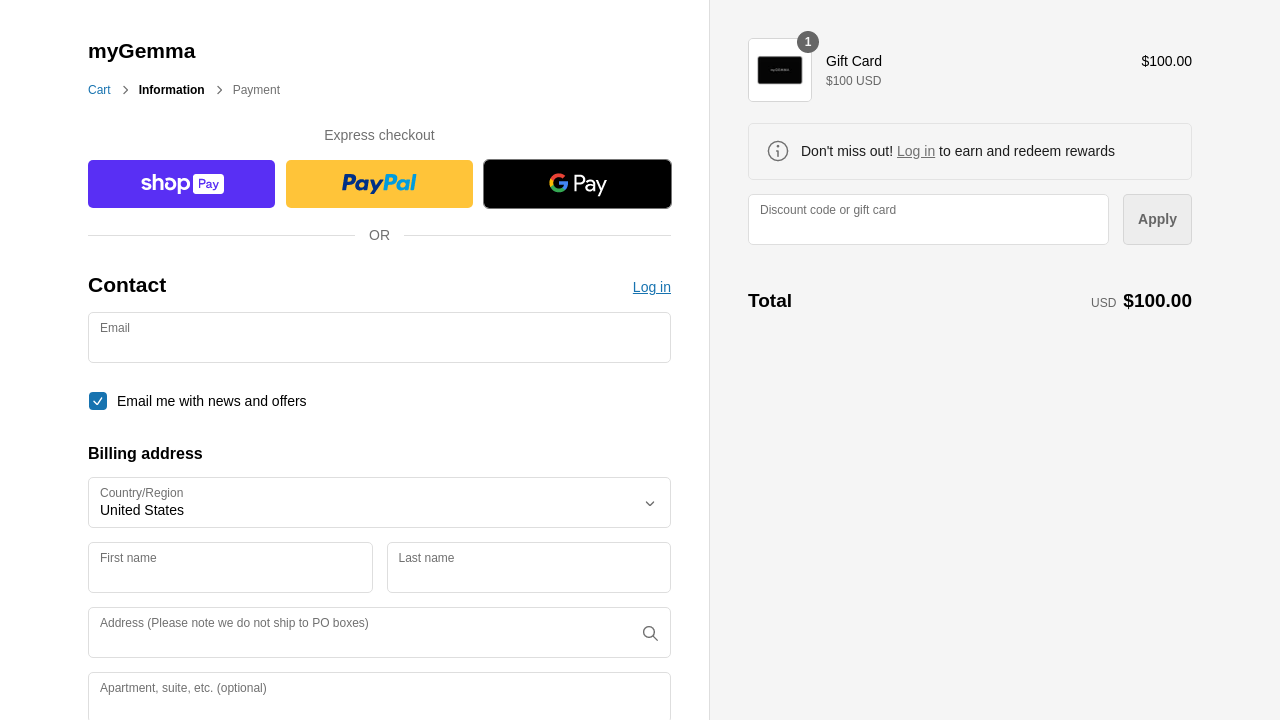 myGemma
Cart
Information
Payment
Express checkout
shop Pay
PayPal
G Pay
OR
Contact
Log in
Email
Email me with news and offers
Billing address
Country/Region
United States
First name
Last name
Address (Please note we do not ship to PO boxes)
Apartment, suite, etc. (optional)
1
Gift Card
$100.00
$100 USD
Don't miss out! Log in to earn and redeem rewards
Discount code or gift card
Apply
Total
USD $100.00